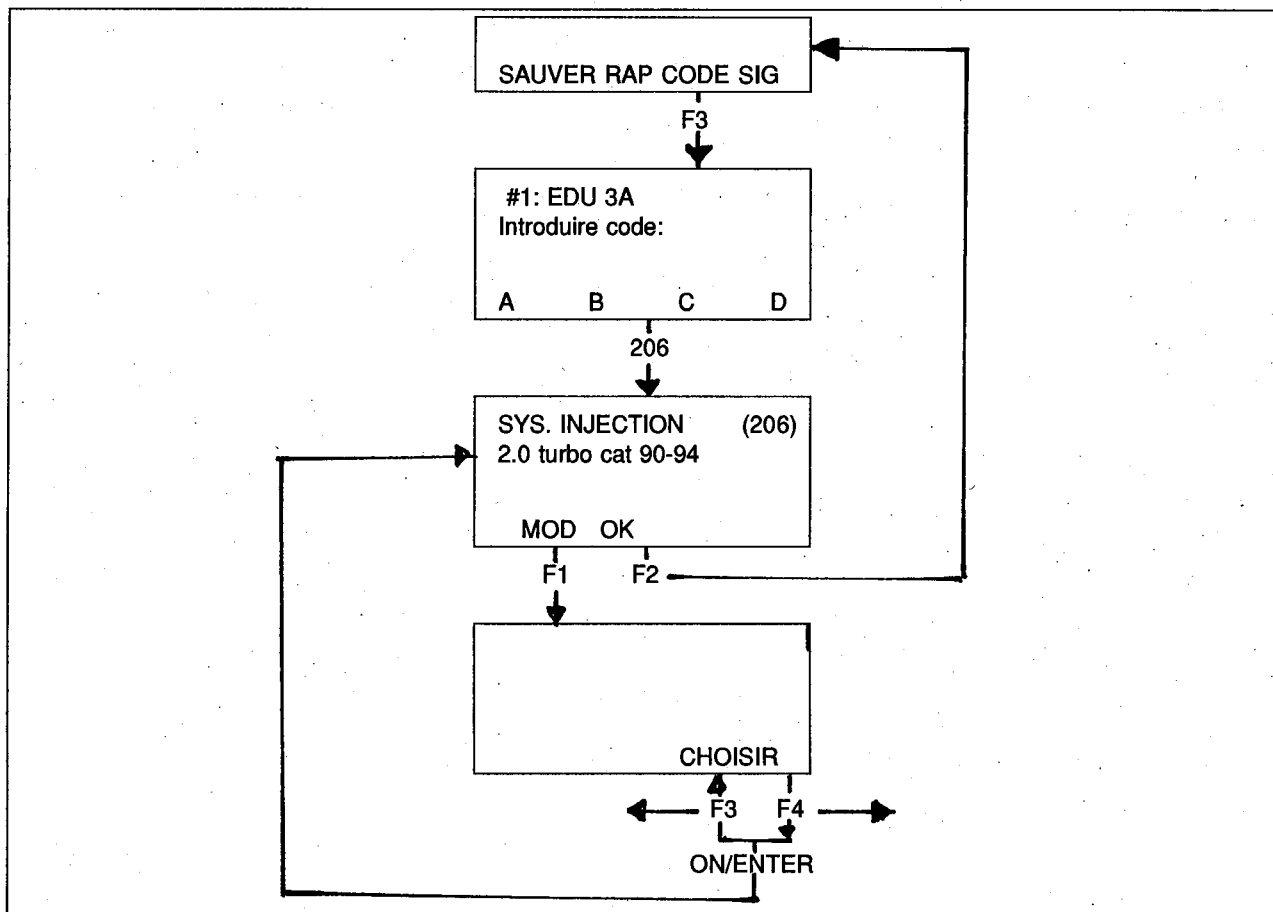 SAUVER RAP CODE SIG
F3
#1: EDU 3A
Introduire code:
A B C D
206
SYS. INJECTION (206)
2.0 turbo cat 90-94
MOD OK
F1 F2
CHOISIR
F3 F4
ON/ENTER